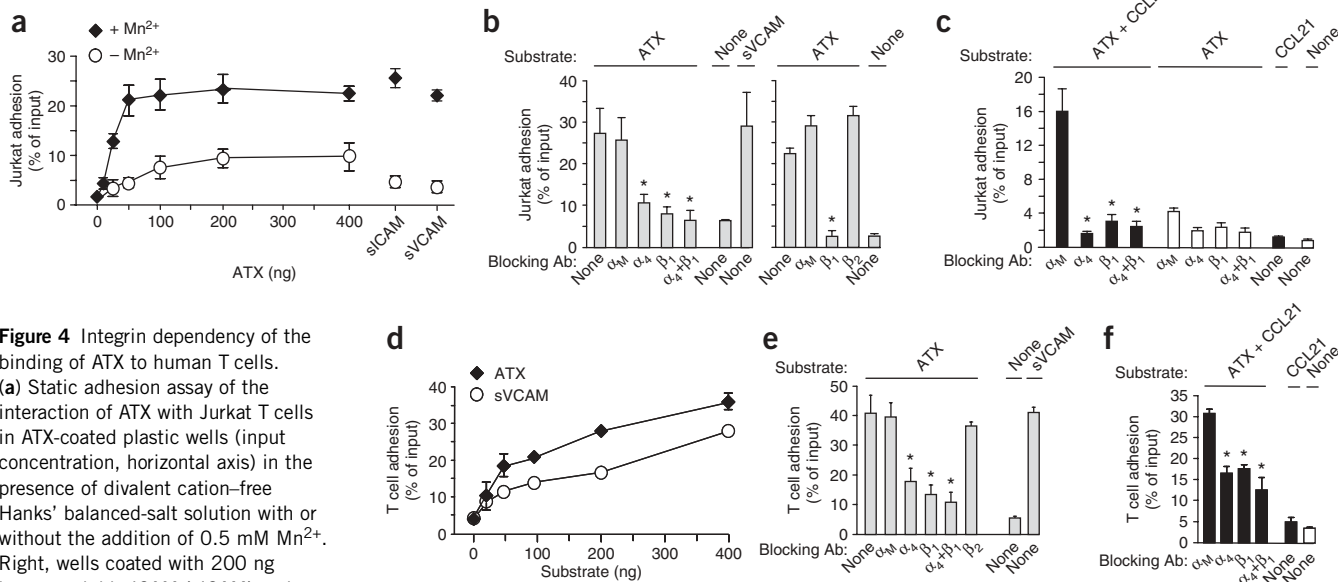 a
◆ + Mn2+
○ – Mn2+
Jurkat adhesion
(% of input)
30
20
10
0
0 100 200 300 400 sICAM sVCAM
ATX (ng)
b
Substrate: ATX None sVCAM ATX None
Jurkat adhesion
(% of input)
40
30
20
10
0
* * * *
Blocking Ab: None αM α4 β1 α4+β1 None None None αM β1 β2 None
c
Substrate: ATX + CCL21 ATX CCL21 None
Jurkat adhesion
(% of input)
20
16
12
8
4
0
* * *
Blocking Ab: αM α4 β1 α4+β1 αM α4 β1 α4+β1 None None
Figure 4 Integrin dependency of the
binding of ATX to human T cells.
(a) Static adhesion assay of the
interaction of ATX with Jurkat T cells
in ATX-coated plastic wells (input
concentration, horizontal axis) in the
presence of divalent cation–free
Hanks' balanced-salt solution with or
without the addition of 0.5 mM Mn2+.
Right, wells coated with 200 ng
d
◆ ATX
○ sVCAM
T cell adhesion
(% of input)
40
30
20
10
0
0 100 200 300 400
Substrate (ng)
e
Substrate: ATX None sVCAM
T cell adhesion
(% of input)
50
40
30
20
10
0
* * *
Blocking Ab: None αM α4 β1 α4+β1 β2 None None
f
Substrate: ATX + CCL21 CCL21 None
T cell adhesion
(% of input)
35
30
25
20
15
10
5
0
* * *
Blocking Ab: αM α4 β1 α4+β1 None None